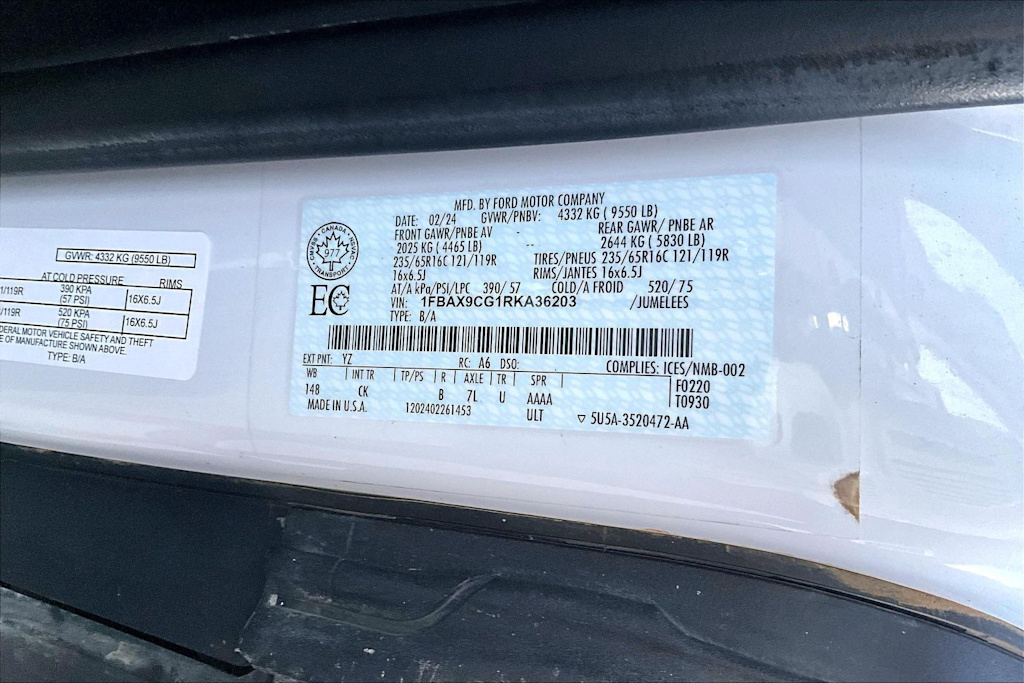 GVWR: 4332 KG (9550 LB)
AT COLD PRESSURE RIMS
1/119R 390 KPA (57 PSI) 16X6.5J
/119R 520 KPA (75 PSI) 16X6.5J
DERAL MOTOR VEHICLE SAFETY AND THEFT
E OF MANUFACTURE SHOWN ABOVE.
TYPE: B/A
MFD. BY FORD MOTOR COMPANY
DATE: 02/24 GVWR/PNBV: 4332 KG ( 9550 LB)
FRONT GAWR/PNBE AV REAR GAWR/ PNBE AR
2025 KG ( 4465 LB) -- 2644 KG ( 5830 LB)
235/65R16C 121/119R TIRES/PNEUS 235/65R16C 121/119R
16x6.5J RIMS/JANTES 16x6.5J
AT/A kPa/PSI/LPC 390/ 57 COLD/A FROID 520/ 75
VIN: 1FBAX9CG1RKA36203 /JUMELEES
TYPE: B/A
CANADA
CMVSS NSVAC
977
TRANSPORT
EC
EXT PNT: YZ RC: A6 DSO: COMPLIES: ICES/NMB-002
WB INT TR TP/PS R AXLE TR SPR F0220
148 CK B 7L U AAAA T0930
MADE IN U.S.A. 1202402261453 ULT 5U5A-3520472-AA